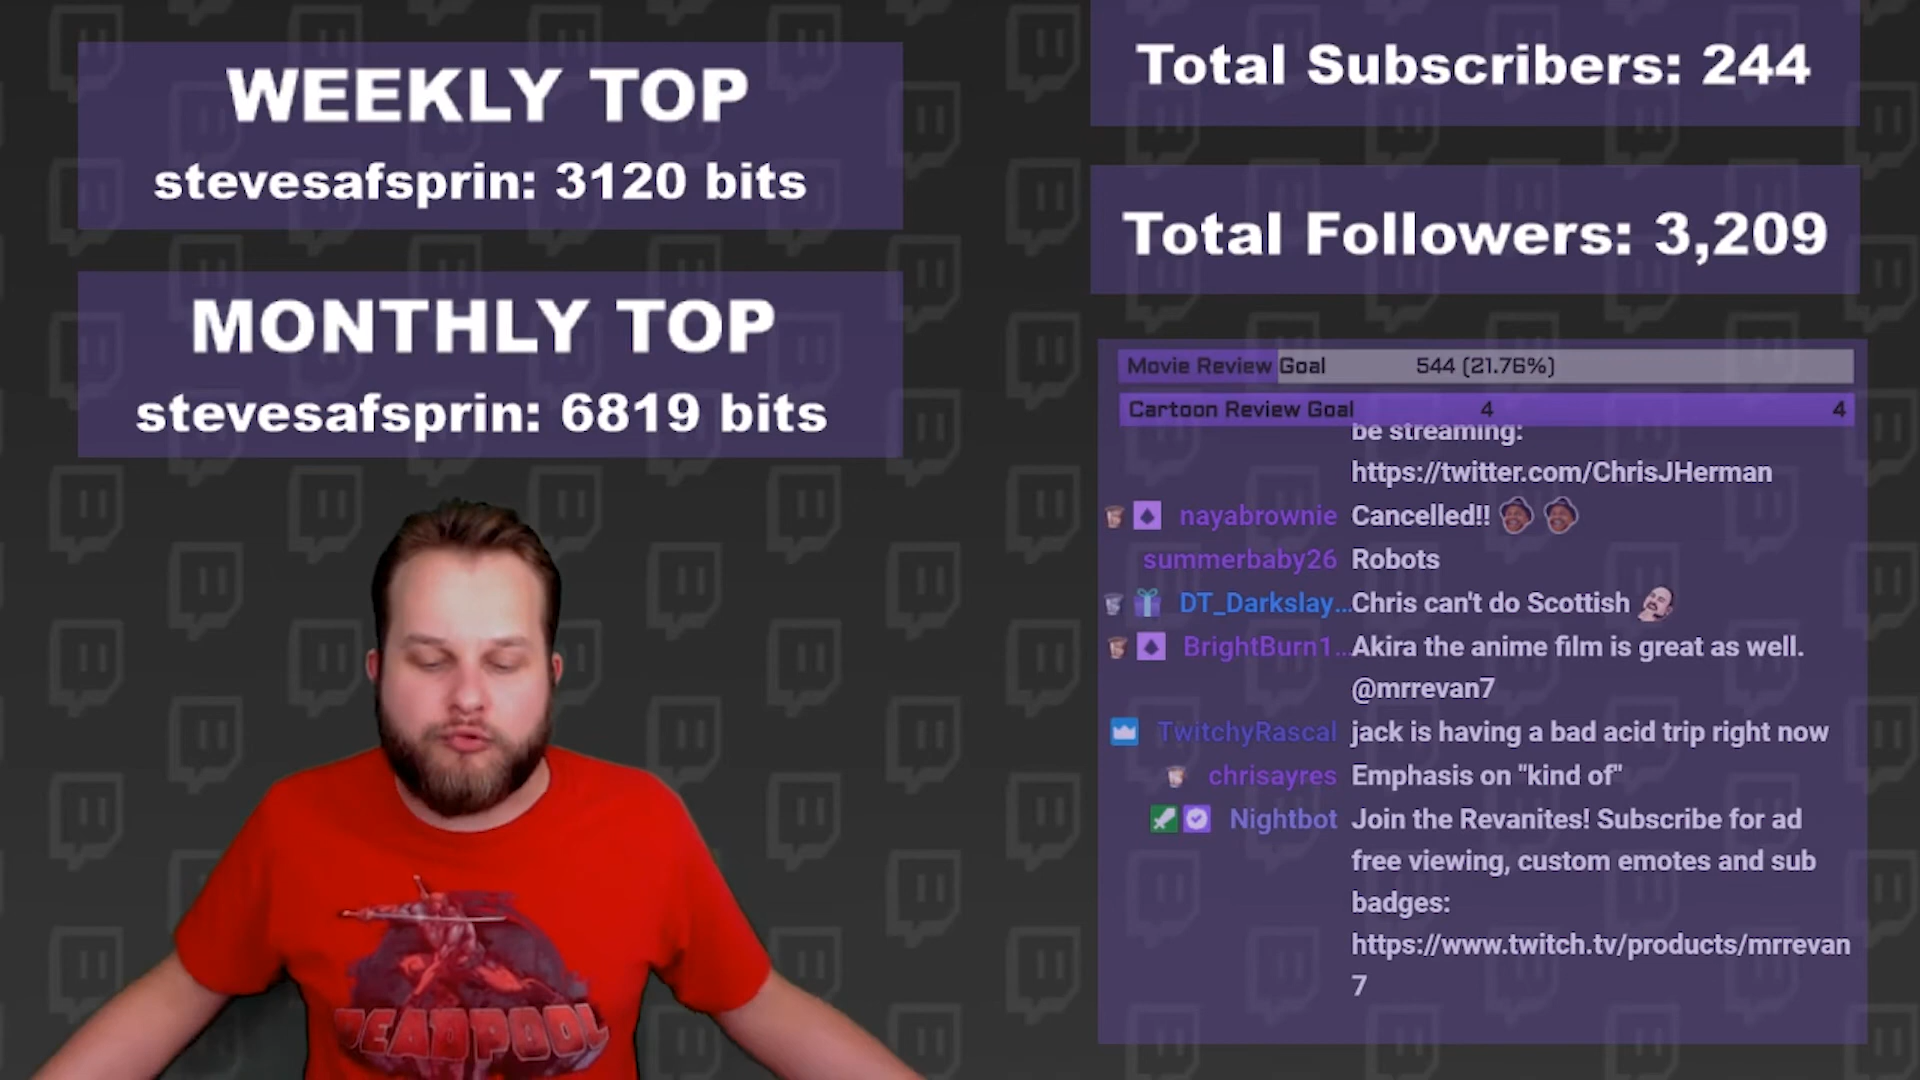 WEEKLY TOP
stevesafsprin: 3120 bits
MONTHLY TOP
stevesafsprin: 6819 bits
Total Subscribers: 244
Total Followers: 3,209
Movie Review Goal 544 (21.76%)
Cartoon Review Goal 4 4
be streaming:
https://twitter.com/ChrisJHerman
nayabrownie Cancelled!!
summerbaby26 Robots
DT_Darkslay... Chris can't do Scottish
BrightBurn1... Akira the anime film is great as well.
@mrrevan7
TwitchyRascal jack is having a bad acid trip right now
chrisayres Emphasis on "kind of"
Nightbot Join the Revanites! Subscribe for ad
free viewing, custom emotes and sub
badges:
https://www.twitch.tv/products/mrrevan
7
DEADPOOL